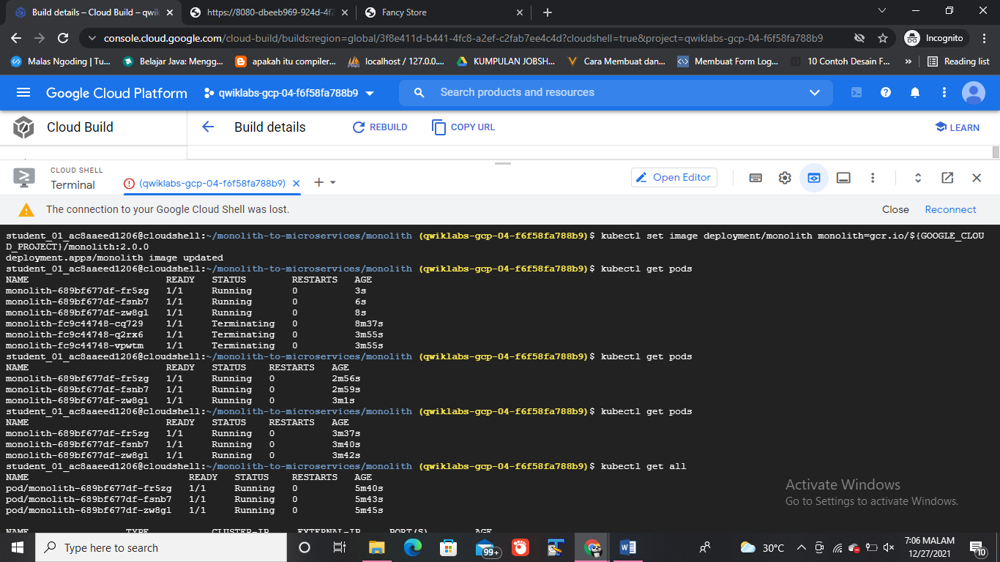 Build details – Cloud Build – qwik
https://8080-dbeeb969-924d-4f2
Fancy Store
console.cloud.google.com/cloud-build/builds;region=global/3f8e411d-b441-4fc8-a2ef-c2fab7ee4c4d?cloudshell=true&project=qwiklabs-gcp-04-f6f58fa788b9
Incognito
Malas Ngoding | Tu...
Belajar Java: Mengg...
apakah itu compiler...
localhost / 127.0.0....
KUMPULAN JOBSH...
Cara Membuat dan...
Membuat Form Log...
10 Contoh Desain F...
»
Reading list
Google Cloud Platform
qwiklabs-gcp-04-f6f58fa788b9
Search products and resources
Cloud Build
Build details
REBUILD
COPY URL
LEARN
CLOUD SHELL
Terminal
(qwiklabs-gcp-04-f6f58fa788b9)
Open Editor
The connection to your Google Cloud Shell was lost.
Close
Reconnect
student_01_ac8aaeed1206@cloudshell:~/monolith-to-microservices/monolith (qwiklabs-gcp-04-f6f58fa788b9)$ kubectl set image deployment/monolith monolith=gcr.io/${GOOGLE_CLOU
D_PROJECT}/monolith:2.0.0
deployment.apps/monolith image updated
student_01_ac8aaeed1206@cloudshell:~/monolith-to-microservices/monolith (qwiklabs-gcp-04-f6f58fa788b9)$ kubectl get pods
NAME READY STATUS RESTARTS AGE
monolith-689bf677df-fr5zg 1/1 Running 0 3s
monolith-689bf677df-fsnb7 1/1 Running 0 6s
monolith-689bf677df-zw8gl 1/1 Running 0 8s
monolith-fc9c44748-cq729 1/1 Terminating 0 8m37s
monolith-fc9c44748-q2rx6 1/1 Terminating 0 3m55s
monolith-fc9c44748-vpwtm 1/1 Terminating 0 3m55s
student_01_ac8aaeed1206@cloudshell:~/monolith-to-microservices/monolith (qwiklabs-gcp-04-f6f58fa788b9)$ kubectl get pods
NAME READY STATUS RESTARTS AGE
monolith-689bf677df-fr5zg 1/1 Running 0 2m56s
monolith-689bf677df-fsnb7 1/1 Running 0 2m59s
monolith-689bf677df-zw8gl 1/1 Running 0 3m1s
student_01_ac8aaeed1206@cloudshell:~/monolith-to-microservices/monolith (qwiklabs-gcp-04-f6f58fa788b9)$ kubectl get pods
NAME READY STATUS RESTARTS AGE
monolith-689bf677df-fr5zg 1/1 Running 0 3m37s
monolith-689bf677df-fsnb7 1/1 Running 0 3m40s
monolith-689bf677df-zw8gl 1/1 Running 0 3m42s
student_01_ac8aaeed1206@cloudshell:~/monolith-to-microservices/monolith (qwiklabs-gcp-04-f6f58fa788b9)$ kubectl get all
NAME READY STATUS RESTARTS AGE
pod/monolith-689bf677df-fr5zg 1/1 Running 0 5m40s
pod/monolith-689bf677df-fsnb7 1/1 Running 0 5m43s
pod/monolith-689bf677df-zw8gl 1/1 Running 0 5m45s
NAME TYPE CLUSTER-IP EXTERNAL-IP PORT(S) AGE
Activate Windows
Go to Settings to activate Windows.
Type here to search
99+
30°C
7:06 MALAM
12/27/2021
10